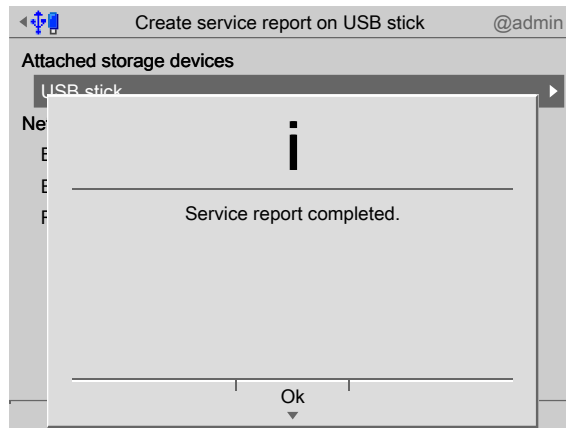 Create service report on USB stick @admin
Attached storage devices
USB stick
i
Service report completed.
Ok